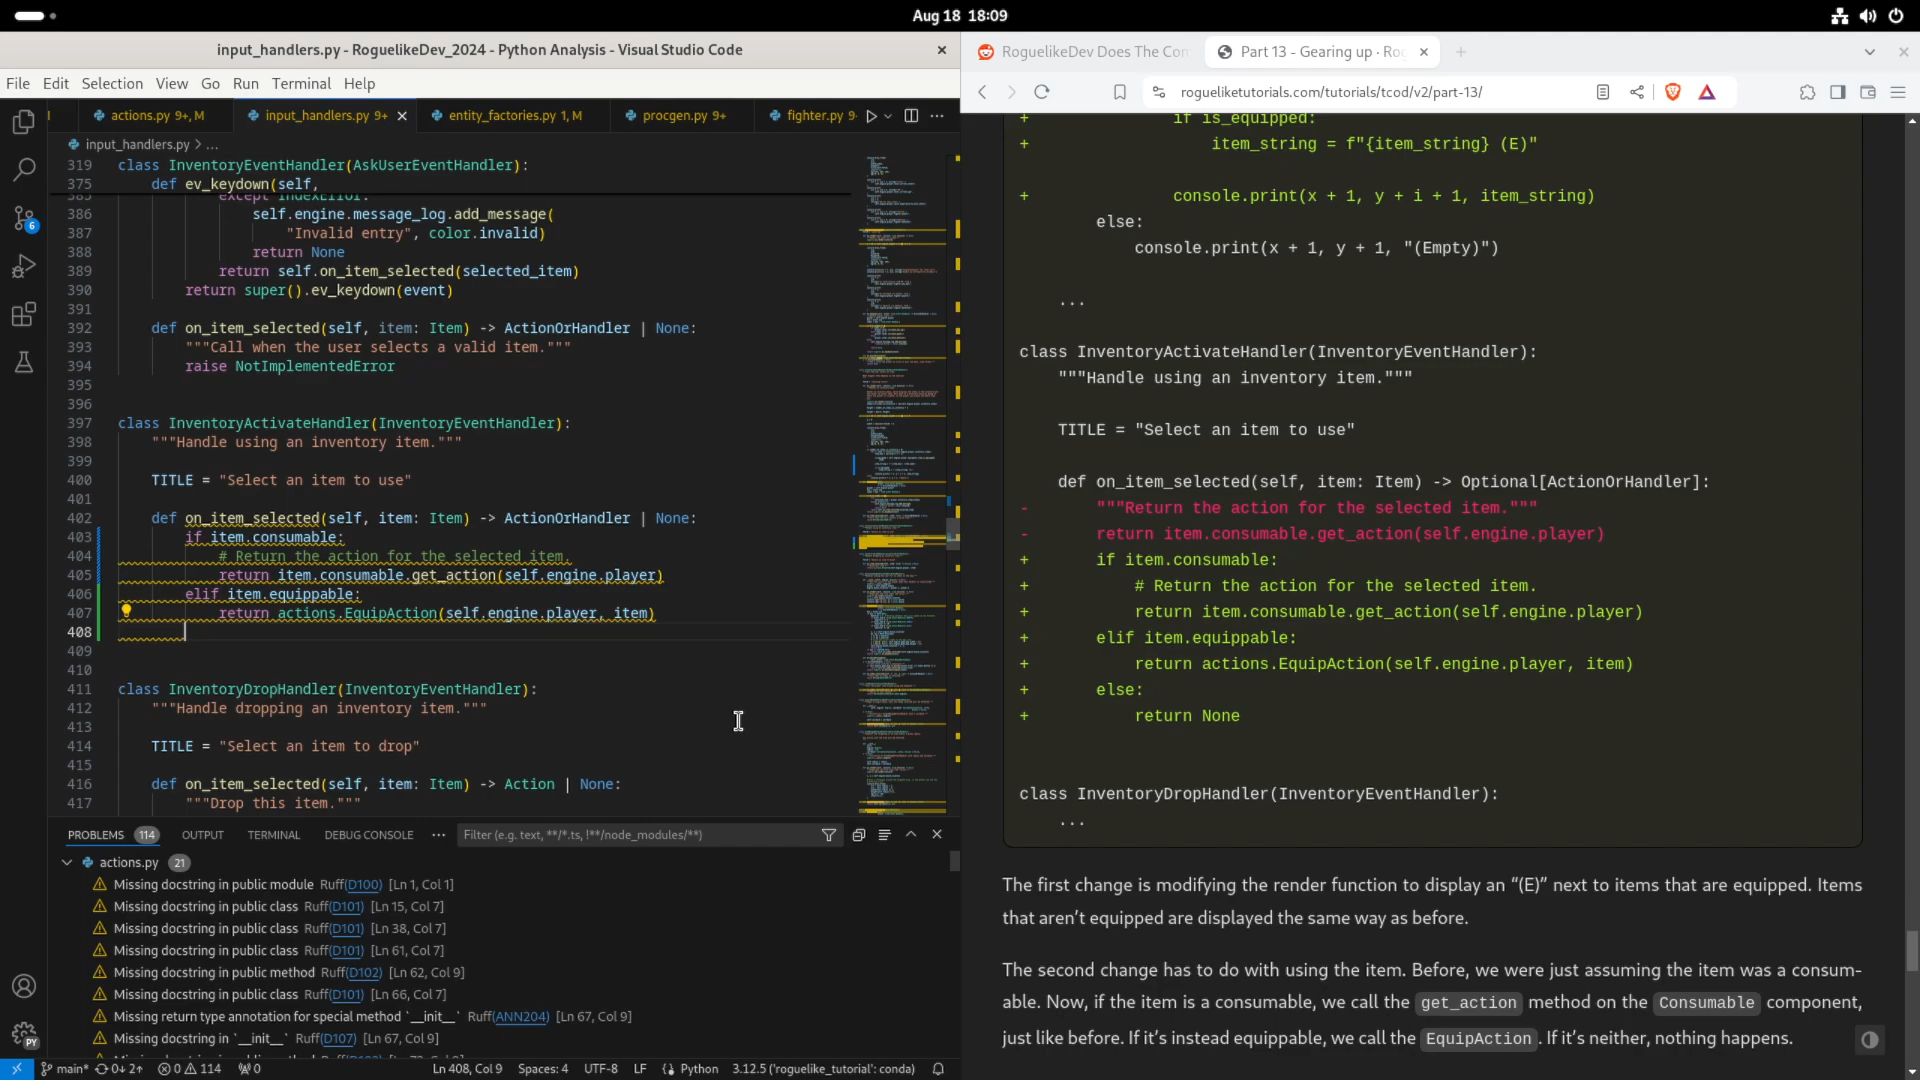 Aug 18 18:09
input_handlers.py - RoguelikeDev_2024 - Python Analysis - Visual Studio Code
File Edit Selection View Go Run Terminal Help
actions.py 9+, M
input_handlers.py 9+
entity_factories.py 1, M
procgen.py 9+
fighter.py 9
input_handlers.py > ...
319 class InventoryEventHandler(AskUserEventHandler):
375 def ev_keydown(self,
385 except IndexError:
386 self.engine.message_log.add_message(
387 "Invalid entry", color.invalid)
388 return None
389 return self.on_item_selected(selected_item)
390 return super().ev_keydown(event)
391
392 def on_item_selected(self, item: Item) -> ActionOrHandler | None:
393 """Call when the user selects a valid item."""
394 raise NotImplementedError
395
396
397 class InventoryActivateHandler(InventoryEventHandler):
398 """Handle using an inventory item."""
399
400 TITLE = "Select an item to use"
401
402 def on_item_selected(self, item: Item) -> ActionOrHandler | None:
403 if item.consumable:
404 # Return the action for the selected item.
405 return item.consumable.get_action(self.engine.player)
406 elif item.equippable:
407 return actions.EquipAction(self.engine.player, item)
408
409
410
411 class InventoryDropHandler(InventoryEventHandler):
412 """Handle dropping an inventory item."""
413
414 TITLE = "Select an item to drop"
415
416 def on_item_selected(self, item: Item) -> Action | None:
417 """Drop this item."""
PROBLEMS 114 OUTPUT TERMINAL DEBUG CONSOLE ··· Filter (e.g. text, **/*.ts, !**/node_modules/**)
actions.py 21
Missing docstring in public module Ruff(D100) [Ln 1, Col 1]
Missing docstring in public class Ruff(D101) [Ln 15, Col 7]
Missing docstring in public class Ruff(D101) [Ln 38, Col 7]
Missing docstring in public class Ruff(D101) [Ln 61, Col 7]
Missing docstring in public method Ruff(D102) [Ln 62, Col 9]
Missing docstring in public class Ruff(D101) [Ln 66, Col 7]
Missing return type annotation for special method `__init__` Ruff(ANN204) [Ln 67, Col 9]
Missing docstring in `__init__` Ruff(D107) [Ln 67, Col 9]
6
PY
main* 0↓ 2↑ 0 114 0 Ln 408, Col 9 Spaces: 4 UTF-8 LF Python 3.12.5 ('roguelike_tutorial': conda)
RoguelikeDev Does The Com
Part 13 - Gearing up · Rog
rogueliketutorials.com/tutorials/tcod/v2/part-13/
+ if is_equipped:
+ item_string = f"{item_string} (E)"
+ console.print(x + 1, y + i + 1, item_string)
else:
console.print(x + 1, y + 1, "(Empty)")
...
class InventoryActivateHandler(InventoryEventHandler):
"""Handle using an inventory item."""
TITLE = "Select an item to use"
def on_item_selected(self, item: Item) -> Optional[ActionOrHandler]:
- """Return the action for the selected item."""
- return item.consumable.get_action(self.engine.player)
+ if item.consumable:
+ # Return the action for the selected item.
+ return item.consumable.get_action(self.engine.player)
+ elif item.equippable:
+ return actions.EquipAction(self.engine.player, item)
+ else:
+ return None
class InventoryDropHandler(InventoryEventHandler):
...
The first change is modifying the render function to display an “(E)” next to items that are equipped. Items
that aren’t equipped are displayed the same way as before.
The second change has to do with using the item. Before, we were just assuming the item was a consum-
able. Now, if the item is a consumable, we call the get_action method on the Consumable component,
just like before. If it’s instead equippable, we call the EquipAction. If it’s neither, nothing happens.